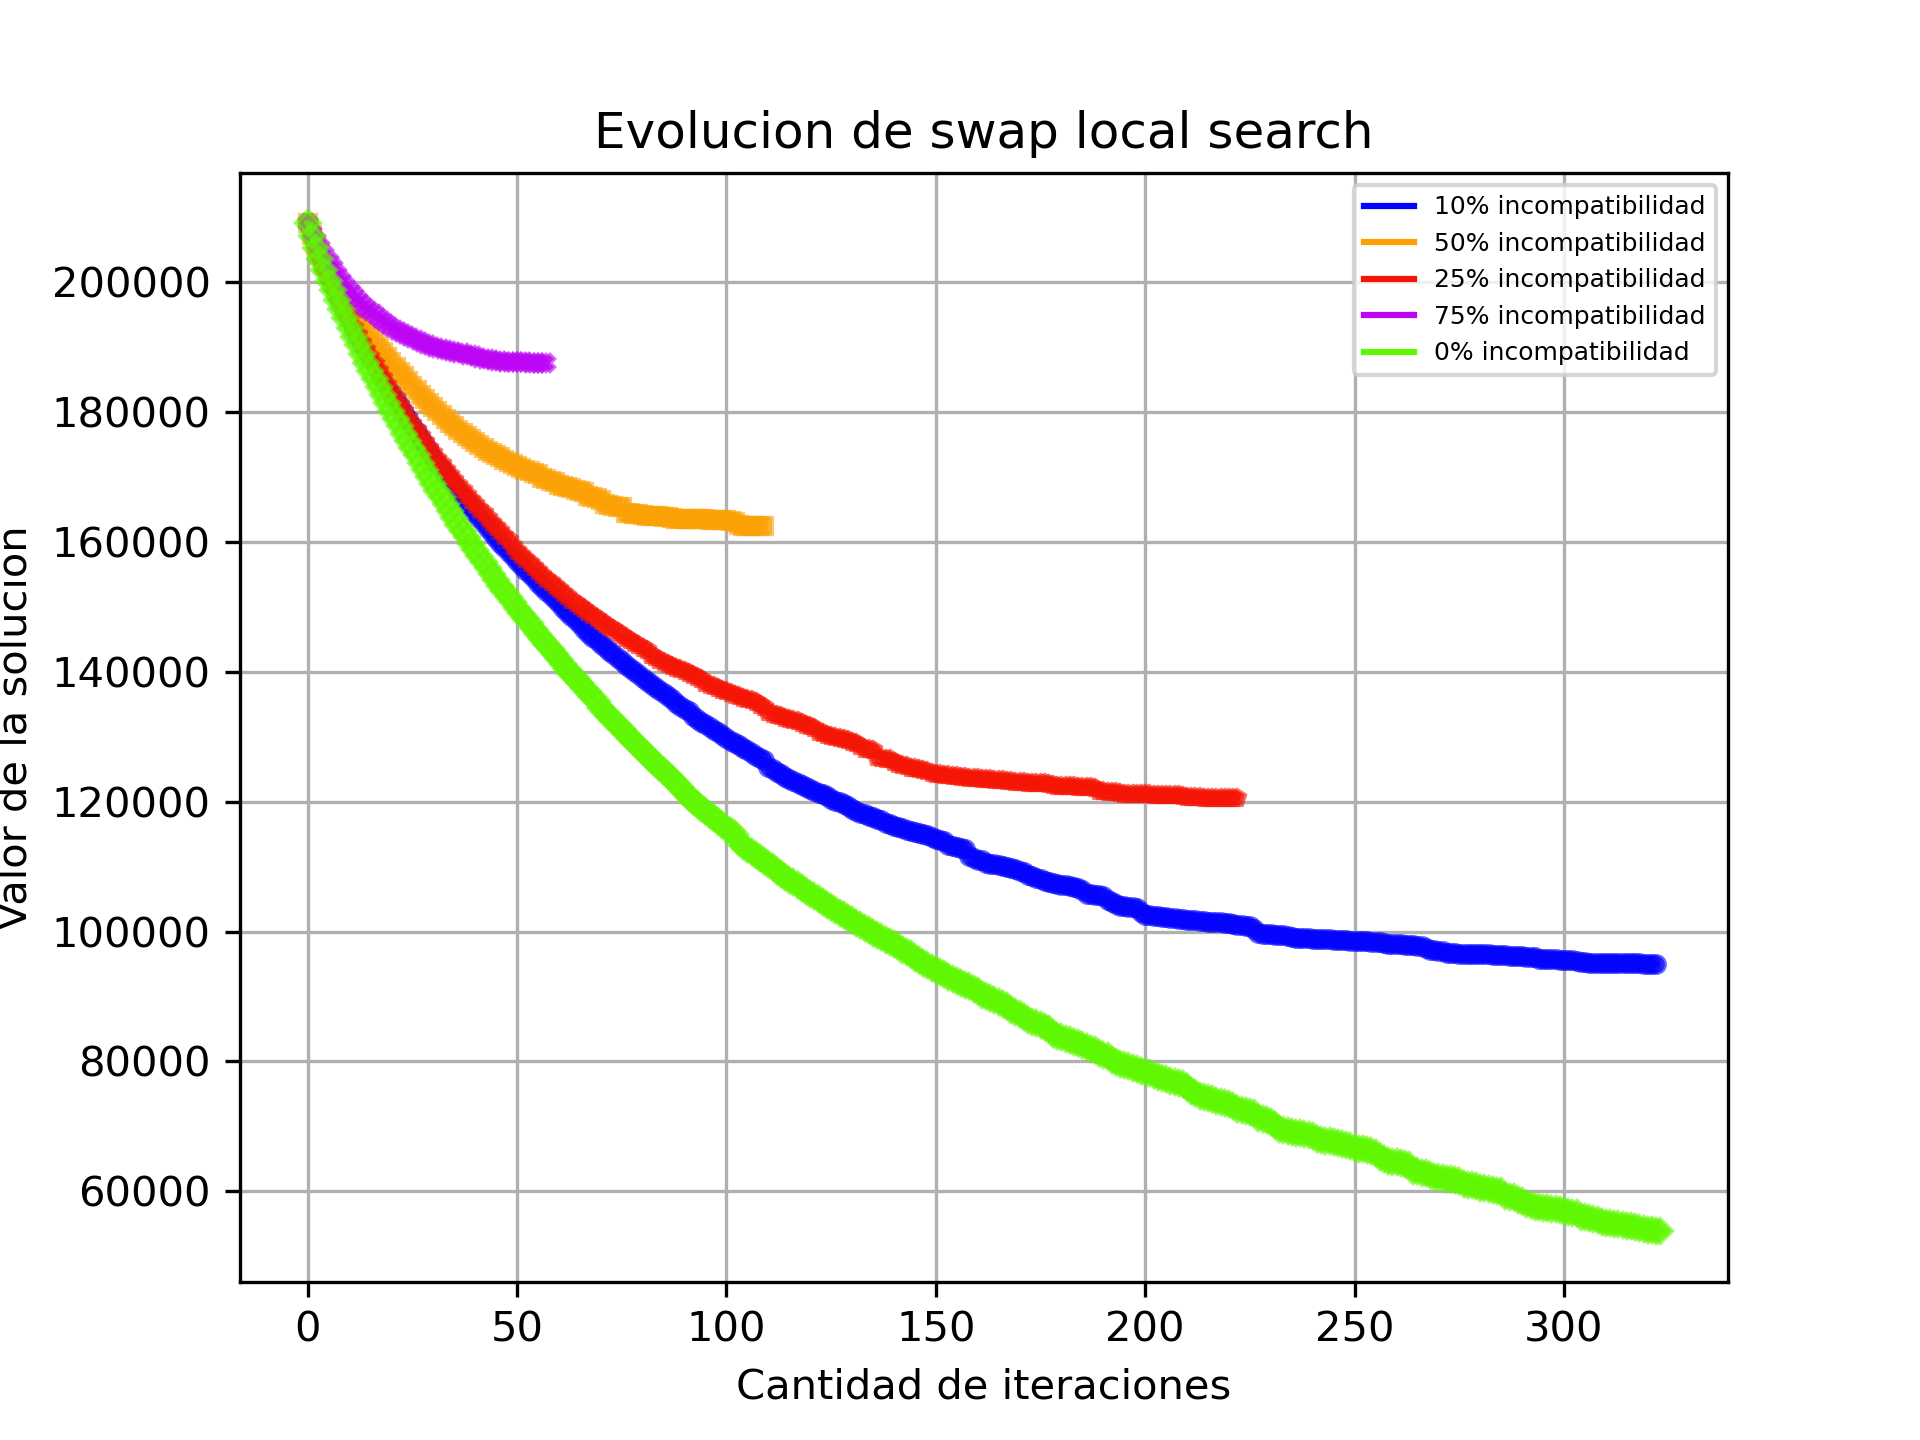 Evolucion de swap local search
10% incompatibilidad
50% incompatibilidad
25% incompatibilidad
75% incompatibilidad
0% incompatibilidad
Valor de la solucion
200000
180000
160000
140000
120000
100000
80000
60000
0 50 100 150 200 250 300
Cantidad de iteraciones